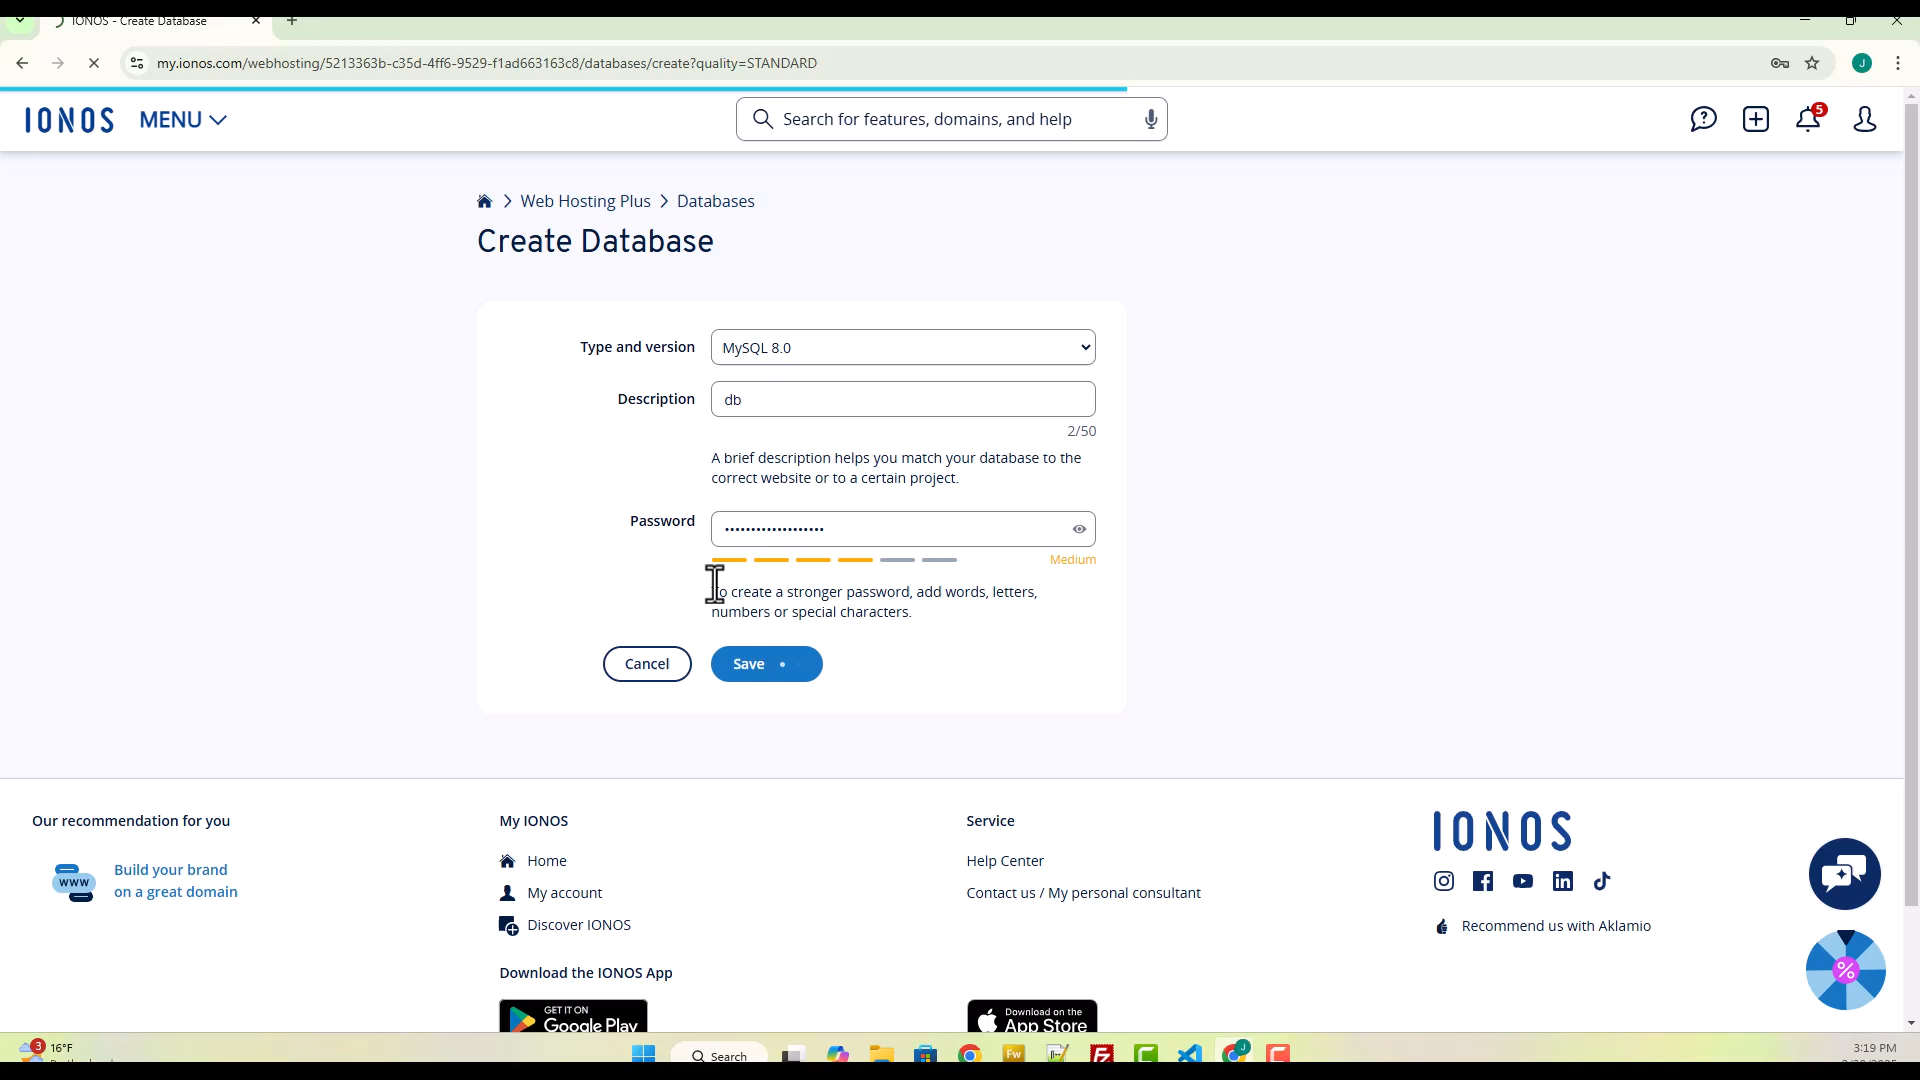 IONOS - Create Database
my.ionos.com/webhosting/5213363b-c35d-4ff6-9529-f1ad663163c8/databases/create?quality=STANDARD
J
IONOS MENU
Search for features, domains, and help
5
Web Hosting Plus Databases
Create Database
Type and version
MySQL 8.0
Description
db
2/50
A brief description helps you match your database to the
correct website or to a certain project.
Password
Medium
To create a stronger password, add words, letters,
numbers or special characters.
Cancel
Save
Our recommendation for you
www
Build your brand
on a great domain
My IONOS
Home
My account
Discover IONOS
Download the IONOS App
GET IT ON
Google Play
Service
Help Center
Contact us / My personal consultant
Download on the
App Store
IONOS
Recommend us with Aklamio
%
3
16°F
Search
Fw
Fz
C
J
C
3:19 PM